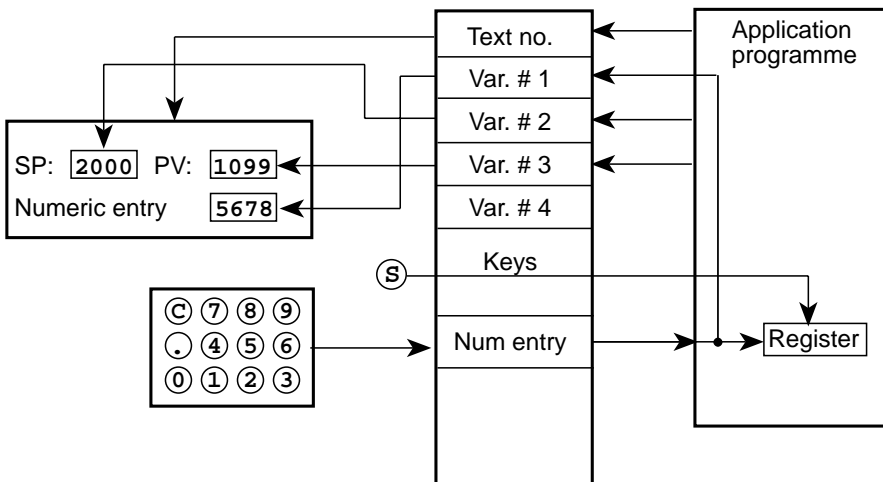 Text no.
Var. # 1
Var. # 2
Var. # 3
Var. # 4
Keys
Num entry
Application
programme
Register
SP: 2000 PV: 1099
Numeric entry 5678
S
C 7 8 9
. 4 5 6
0 1 2 3